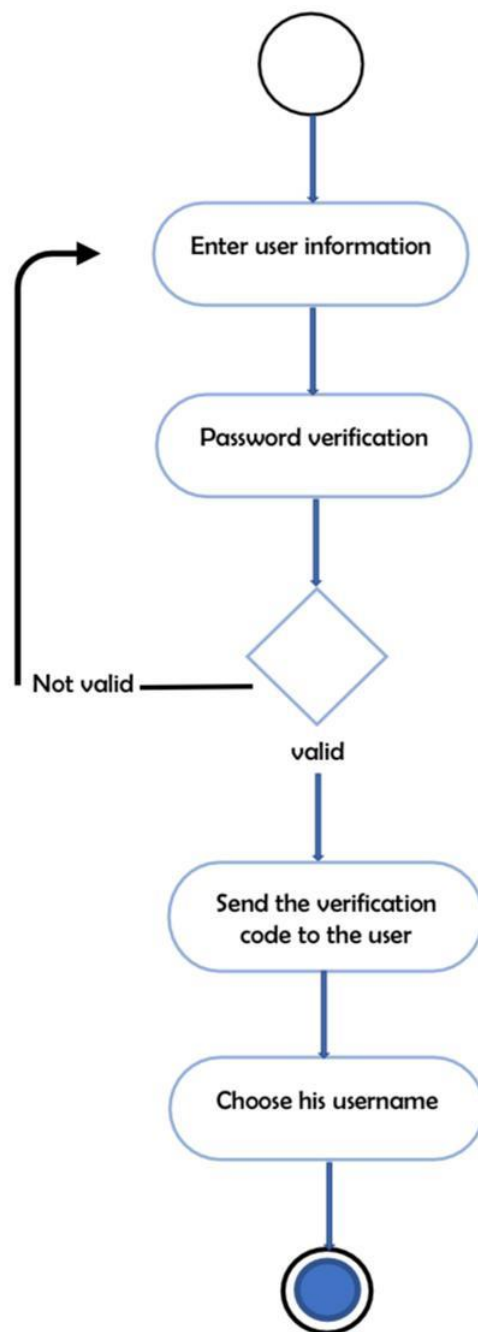 Enter user information
Password verification
Not valid
valid
Send the verification
code to the user
Choose his username